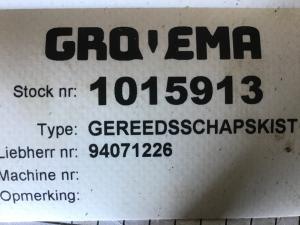 GROVEMA
Stock nr: 1015913
Type: GEREEDSSCHAPSKIST
Liebherr nr: 94071226
Machine nr:
Opmerking: